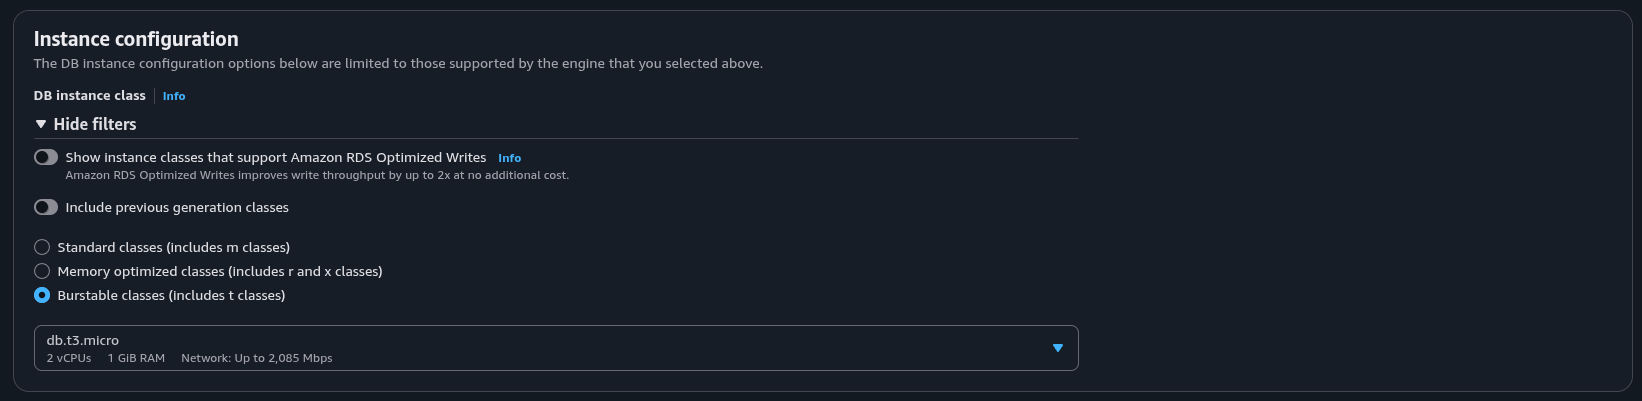 Instance configuration
The DB instance configuration options below are limited to those supported by the engine that you selected above.
DB instance class Info
Hide filters
Show instance classes that support Amazon RDS Optimized Writes Info
Amazon RDS Optimized Writes improves write throughput by up to 2x at no additional cost.
Include previous generation classes
Standard classes (includes m classes)
Memory optimized classes (includes r and x classes)
Burstable classes (includes t classes)
db.t3.micro
2 vCPUs 1 GiB RAM Network: Up to 2,085 Mbps